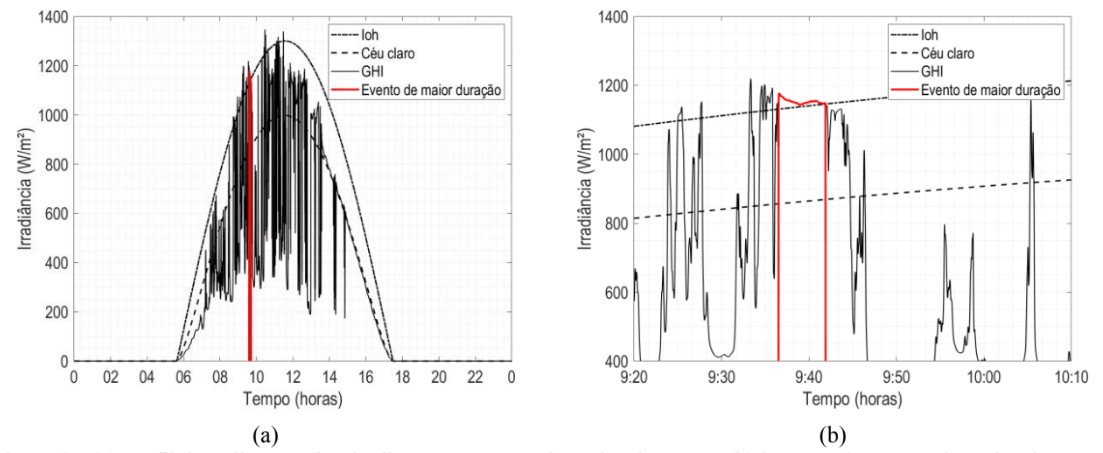 1400
1200
1000
800
600
400
200
0
Irradiância (W/m²)
Ioh
Céu claro
GHI
Evento de maior duração
0 02 04 06 08 10 12 14 16 18 20 22 0
Tempo (horas)
(a)
1400
1200
1000
800
600
400
Irradiância (W/m²)
Ioh
Céu claro
GHI
Evento de maior duração
9:20 9:30 9:40 9:50 10:00 10:10
Tempo (horas)
(b)